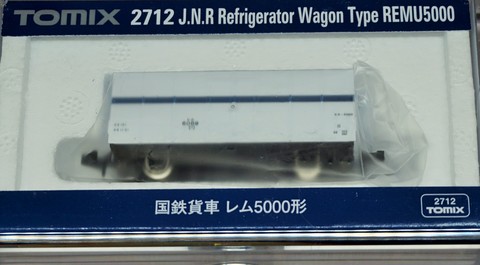 TOMIX 2712 J.N.R Refrigerator Wagon Type REMU5000
国鉄貨車 レム5000形
2712
TOMIX